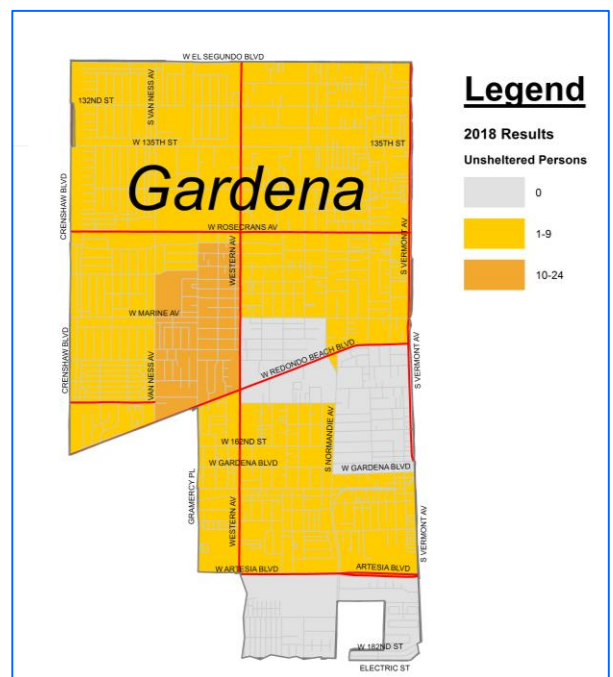 W EL SEGUNDO BLVD
132ND ST
S VAN NESS AV
W 135TH ST
135TH ST
Gardena
CRENSHAW BLVD
W ROSECRANS AV
WESTERN AV
S VERMONT AV
W MARINE AV
CRENSHAW BLVD
VAN NESS AV
W REDONDO BEACH BLVD
S VERMONT AV
W 162ND ST
W GARDENA BLVD
S NORMANDIE AV
W GARDENA BLVD
GRAMERCY PL
WESTERN AV
S VERMONT AV
W ARTESIA BLVD
ARTESIA BLVD
W 182ND ST
ELECTRIC ST
Legend
2018 Results
Unsheltered Persons
0
1-9
10-24